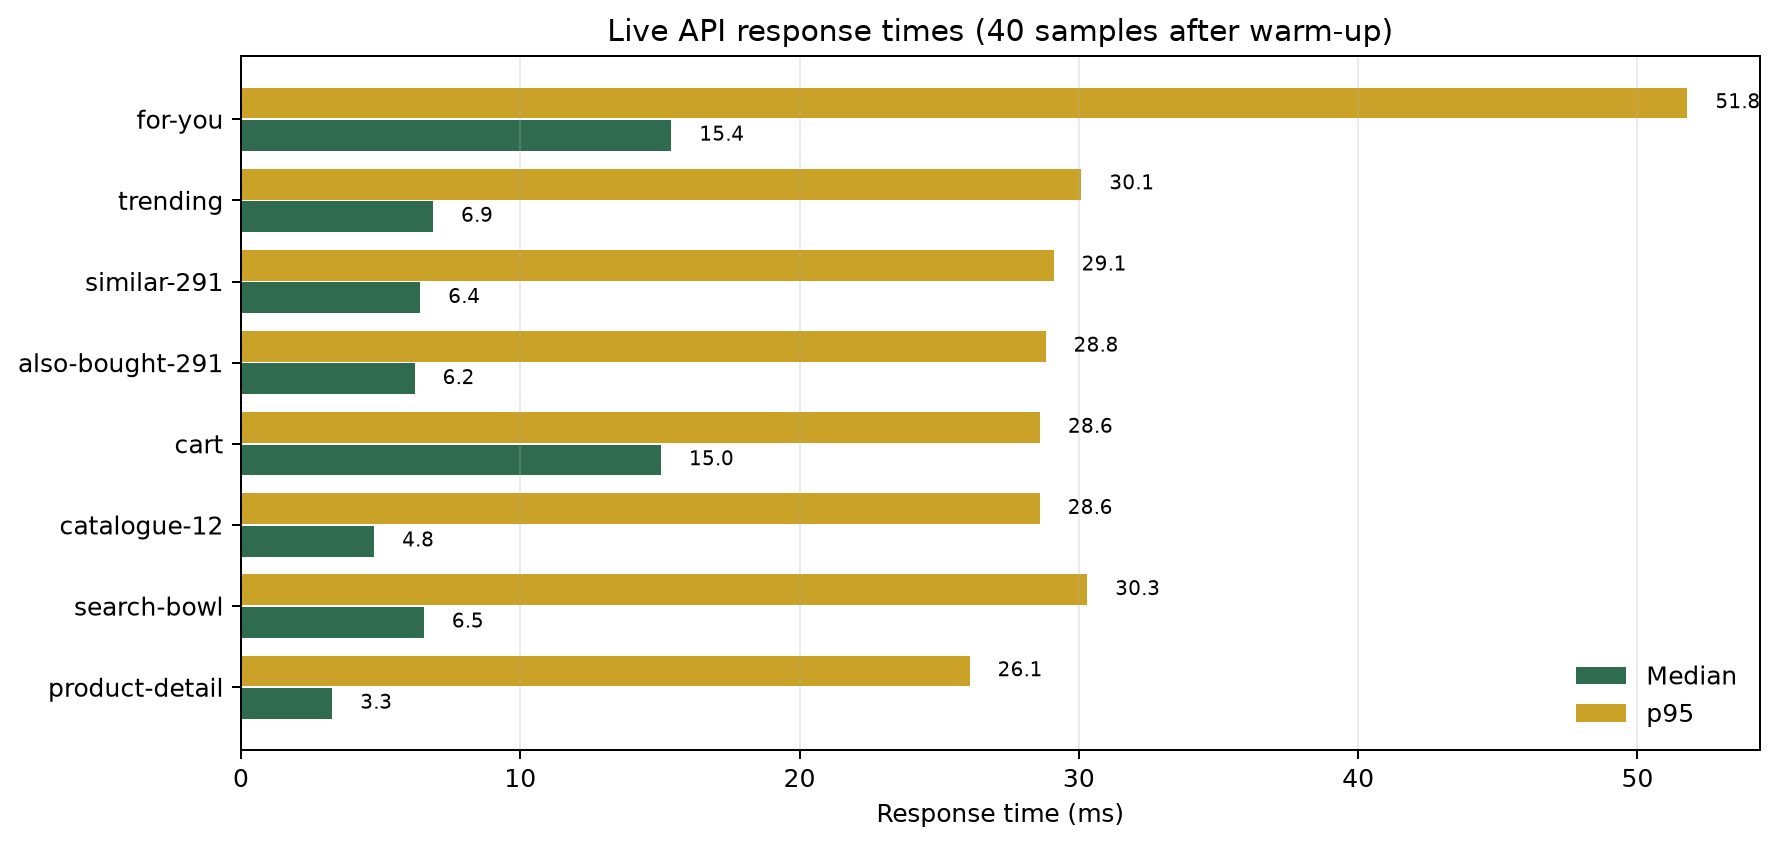 Live API response times (40 samples after warm-up)
for-you
51.8
15.4
trending
30.1
6.9
similar-291
29.1
6.4
also-bought-291
28.8
6.2
cart
28.6
15.0
catalogue-12
28.6
4.8
search-bowl
30.3
6.5
product-detail
26.1
3.3
Median
p95
0 10 20 30 40 50
Response time (ms)